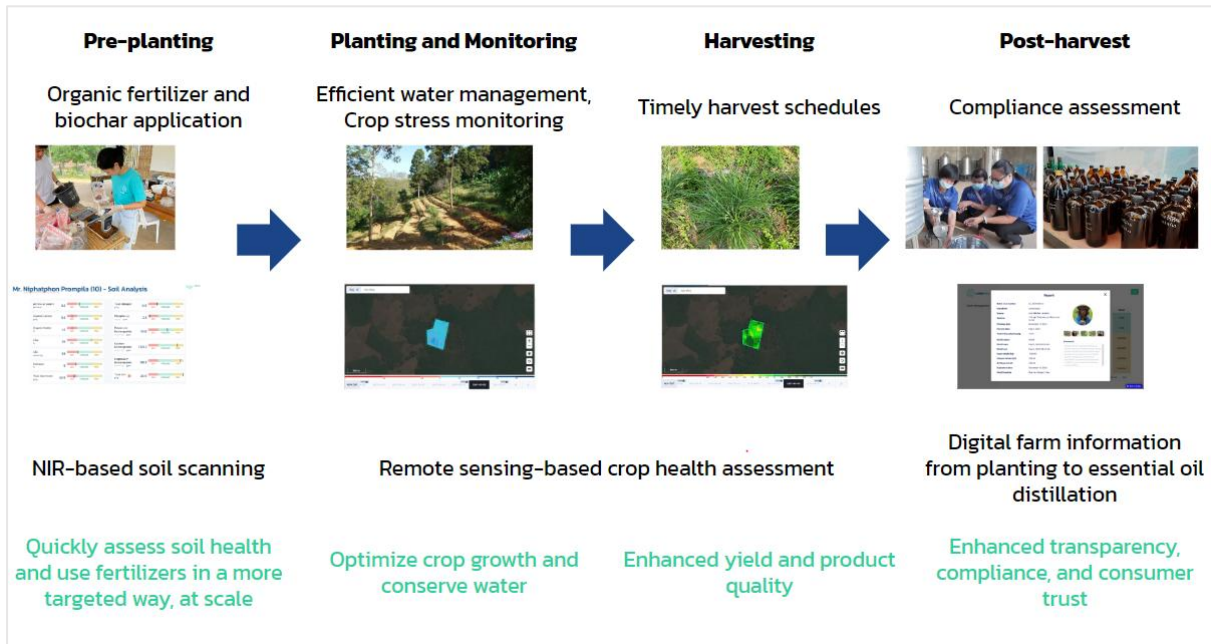 Pre-planting
Planting and Monitoring
Harvesting
Post-harvest
Organic fertilizer and
biochar application
Efficient water management,
Crop stress monitoring
Timely harvest schedules
Compliance assessment
Mr. Niphatphon Prompila (10) - Soil Analysis
NIR-based soil scanning
Remote sensing-based crop health assessment
Digital farm information
from planting to essential oil
distillation
Quickly assess soil health
and use fertilizers in a more
targeted way, at scale
Optimize crop growth and
conserve water
Enhanced yield and product
quality
Enhanced transparency,
compliance, and consumer
trust